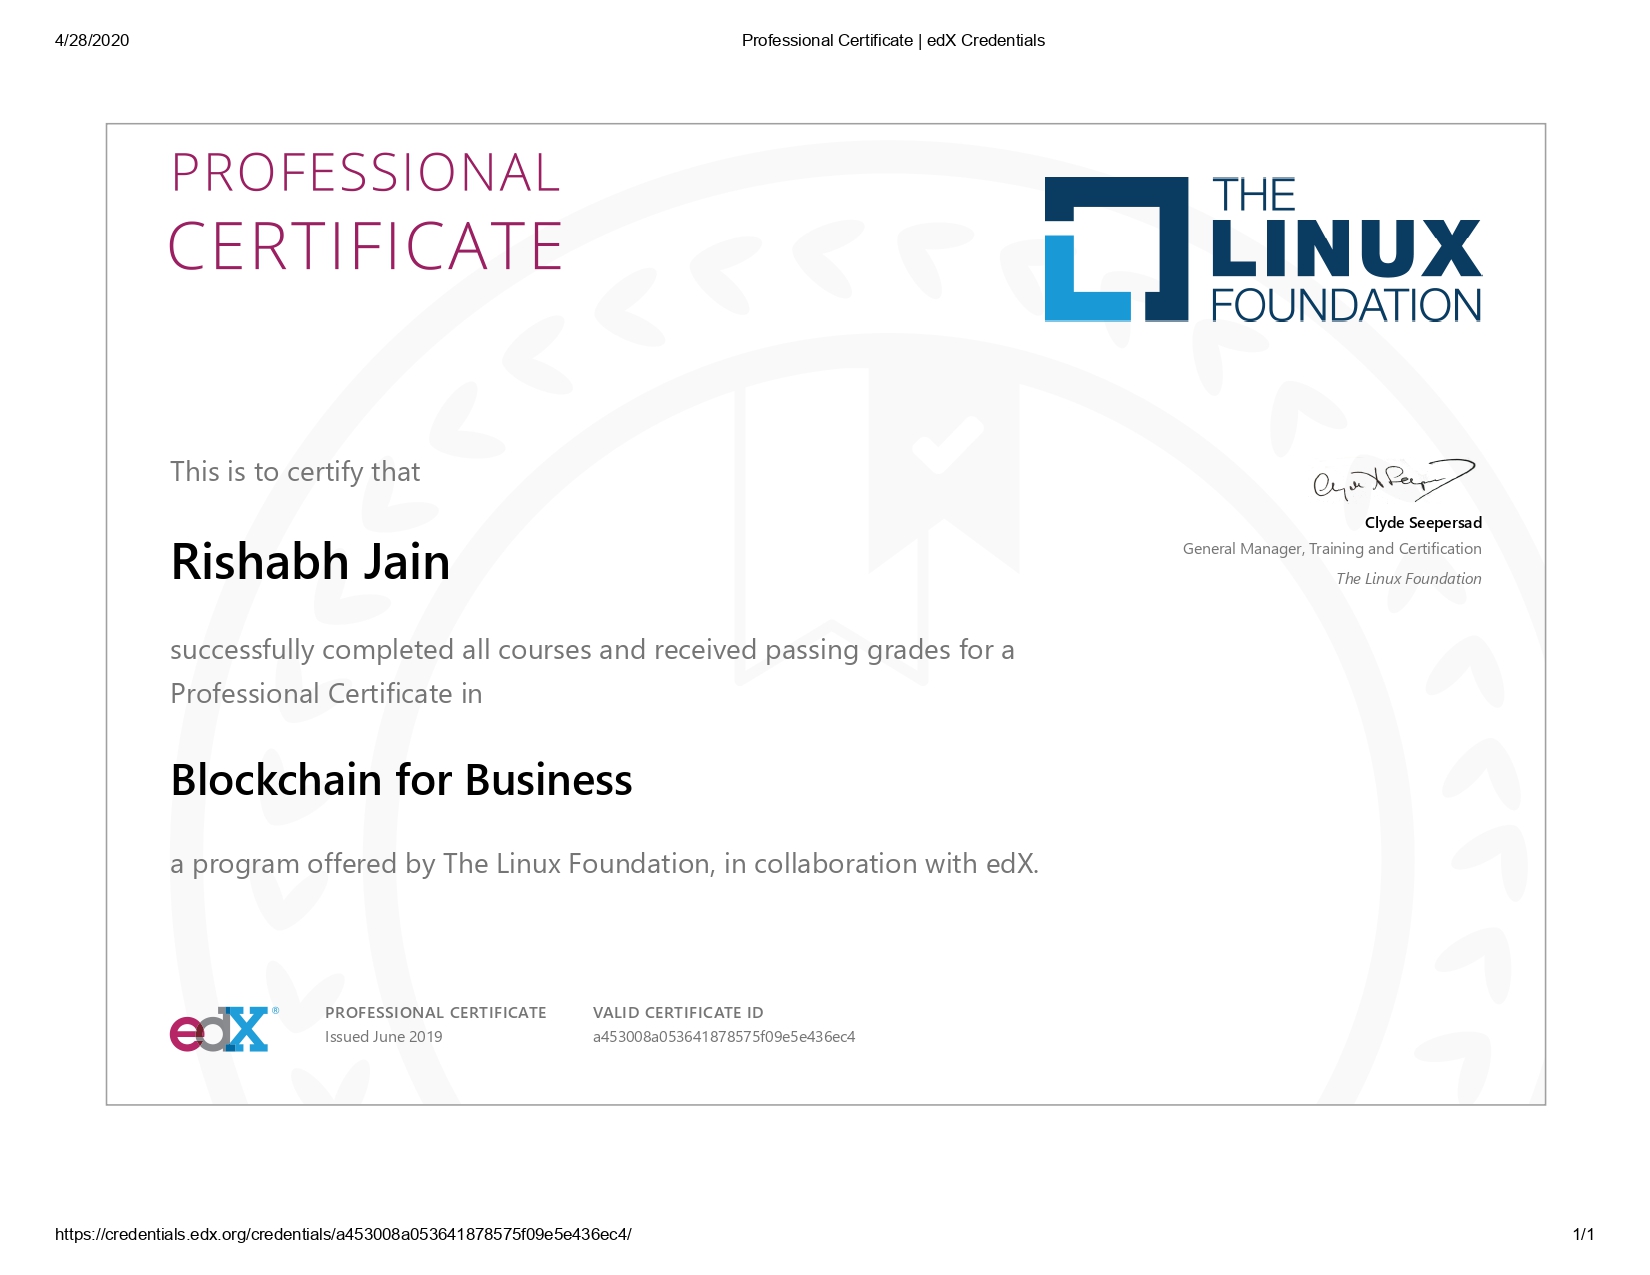 4/28/2020
Professional Certificate | edX Credentials
PROFESSIONAL
CERTIFICATE
THE
LINUX
FOUNDATION
This is to certify that
Rishabh Jain
successfully completed all courses and received passing grades for a
Professional Certificate in
Blockchain for Business
a program offered by The Linux Foundation, in collaboration with edX.
Clyde Seepersad
General Manager, Training and Certification
The Linux Foundation
edX®
PROFESSIONAL CERTIFICATE
Issued June 2019
VALID CERTIFICATE ID
a453008a053641878575f09e5e436ec4
https://credentials.edx.org/credentials/a453008a053641878575f09e5e436ec4/
1/1